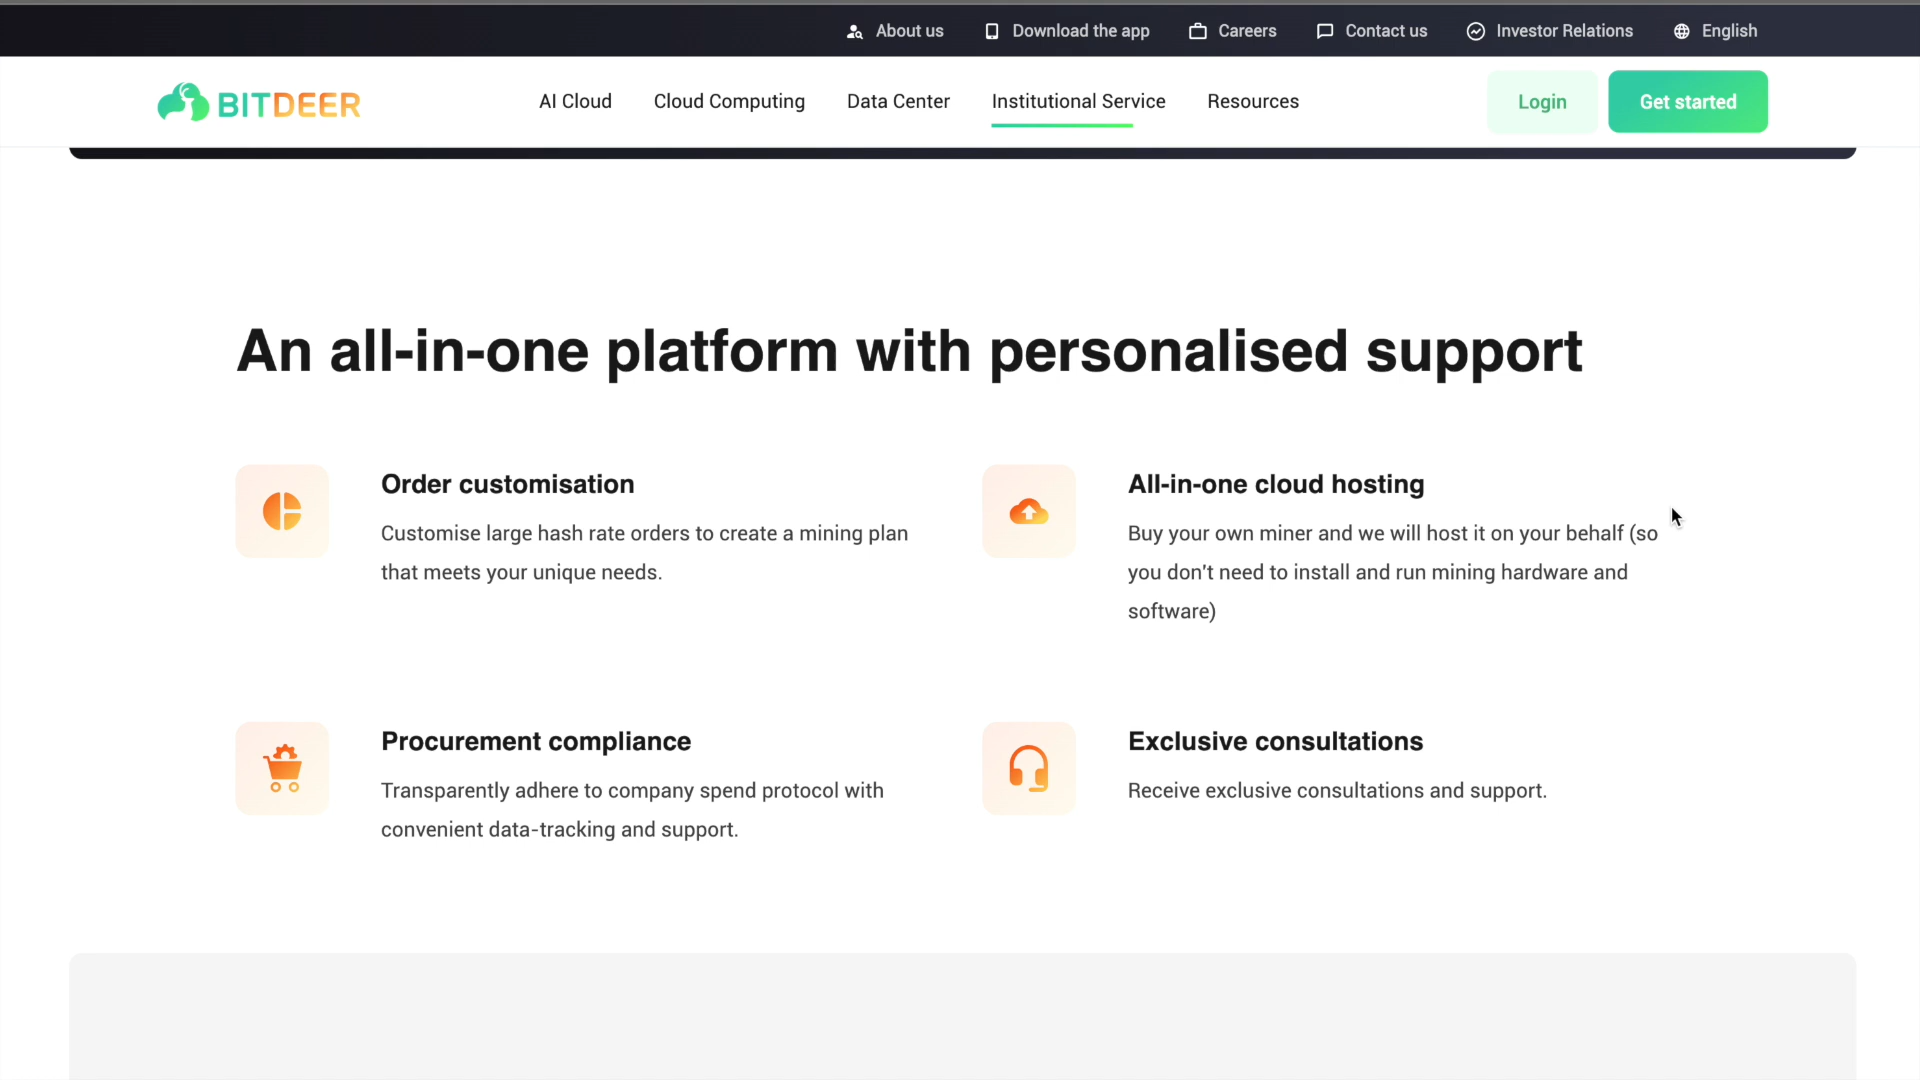 About us
Download the app
Careers
Contact us
Investor Relations
English
BITDEER
AI Cloud
Cloud Computing
Data Center
Institutional Service
Resources
Login
Get started
An all-in-one platform with personalised support
Order customisation
Customise large hash rate orders to create a mining plan
that meets your unique needs.
All-in-one cloud hosting
Buy your own miner and we will host it on your behalf (so
you don't need to install and run mining hardware and
software)
Procurement compliance
Transparently adhere to company spend protocol with
convenient data-tracking and support.
Exclusive consultations
Receive exclusive consultations and support.